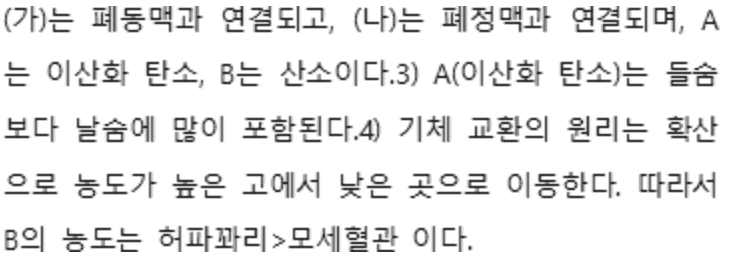 (가)는 폐동맥과 연결되고, (나)는 폐정맥과 연결되며, A
는 이산화 탄소, B는 산소이다.3) A(이산화 탄소)는 들숨
보다 날숨에 많이 포함된다.4) 기체 교환의 원리는 확산
으로 농도가 높은 고에서 낮은 곳으로 이동한다. 따라서
B의 농도는 허파꽈리>모세혈관 이다.